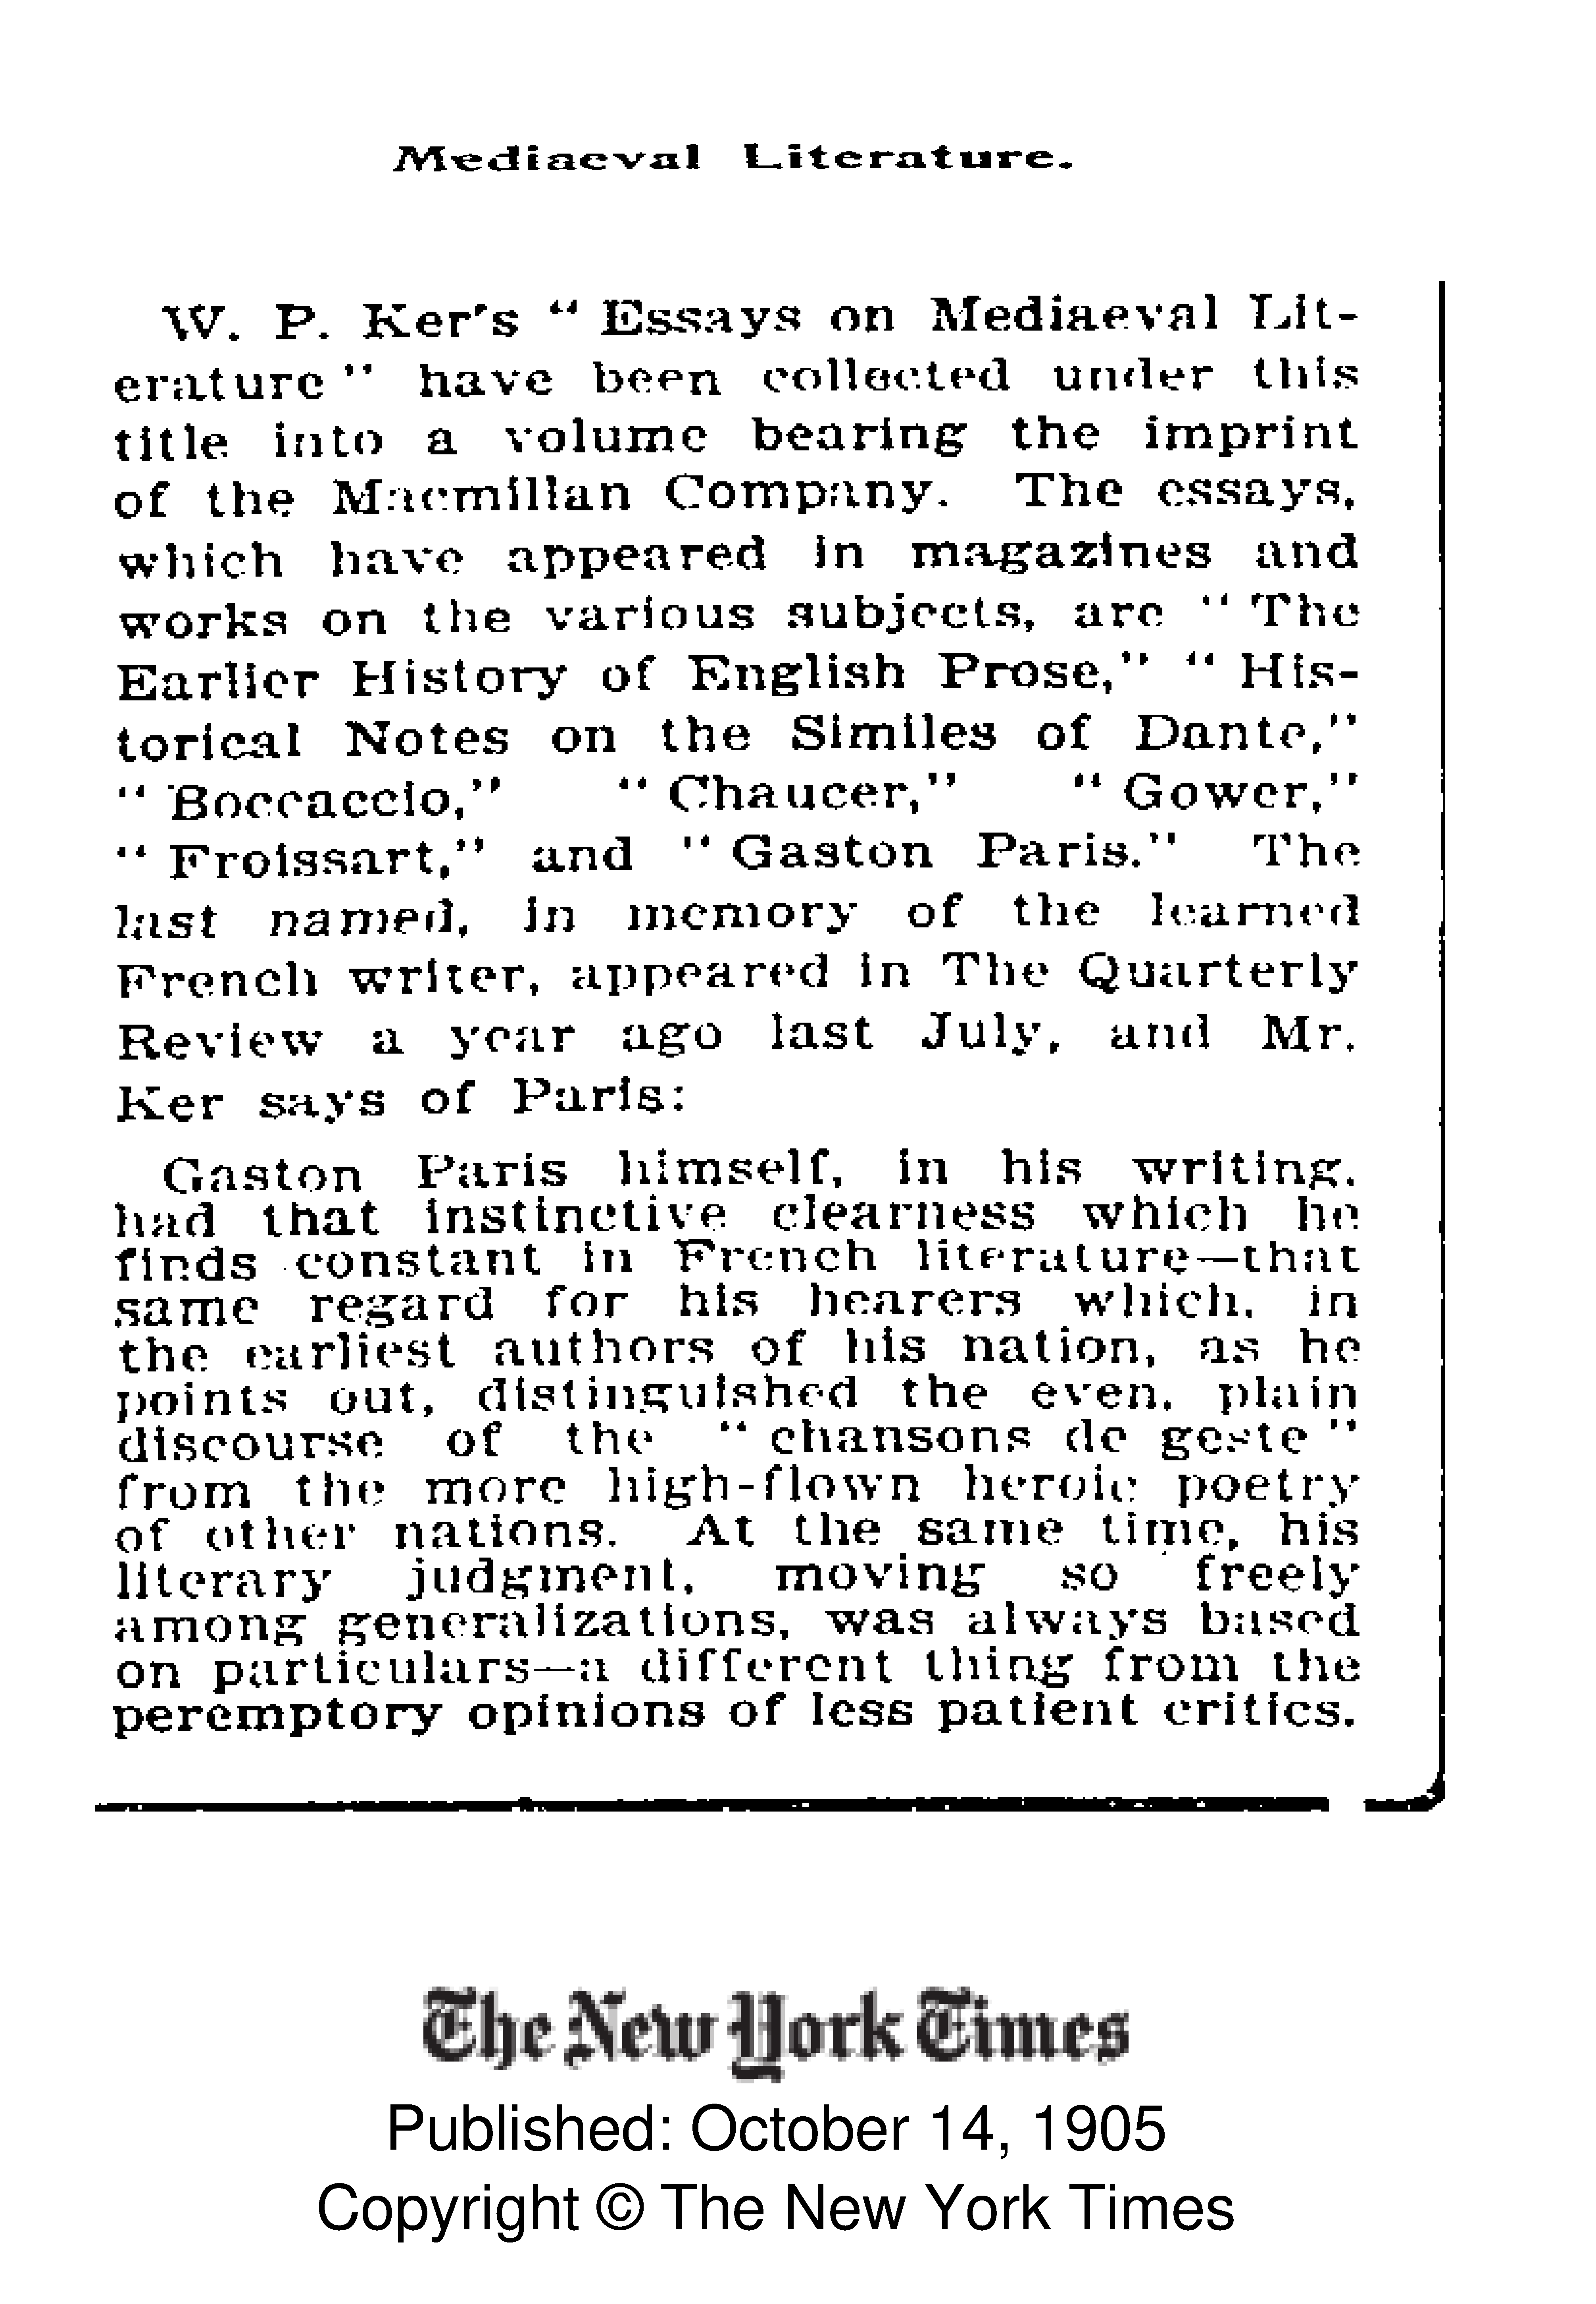 Mediaeval Literature.
W. P. Ker's " Essays on Mediaeval Lit-
erature " have been collected under this
title into a volume bearing the imprint
of the Macmillan Company. The essays,
which have appeared in magazines and
works on the various subjects, are " The
Earlier History of English Prose," " His-
torical Notes on the Similes of Dante,"
" Boccaccio," " Chaucer," " Gower,"
" Froissart," and " Gaston Paris." The
last named, in memory of the learned
French writer, appeared in The Quarterly
Review a year ago last July, and Mr.
Ker says of Paris:
Gaston Paris himself, in his writing,
had that instinctive clearness which he
finds constant in French literature—that
same regard for his hearers which, in
the earliest authors of his nation, as he
points out, distinguished the even, plain
discourse of the " chansons de geste "
from the more high-flown heroic poetry
of other nations. At the same time, his
literary judgment, moving so freely
among generalizations, was always based
on particulars—a different thing from the
peremptory opinions of less patient critics.
The New York Times
Published: October 14, 1905
Copyright © The New York Times